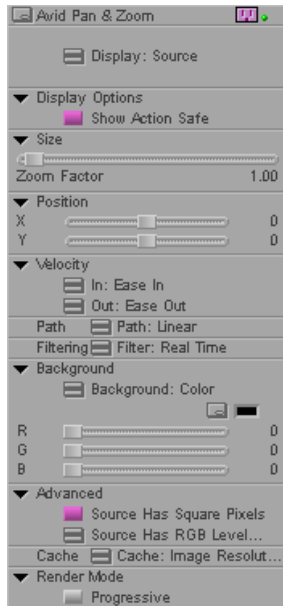 Avid Pan & Zoom
Display: Source
Display Options
Show Action Safe
Size
Zoom Factor 1.00
Position
X 0
Y 0
Velocity
In: Ease In
Out: Ease Out
Path Path: Linear
Filtering Filter: Real Time
Background
Background: Color
R 0
G 0
B 0
Advanced
Source Has Square Pixels
Source Has RGB Level...
Cache Cache: Image Resolut...
Render Mode
Progressive